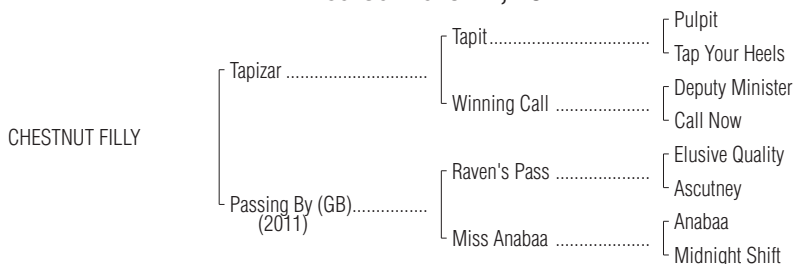 Pulpit
Tapit................................
Tap Your Heels
Tapizar ............................
Deputy Minister
Winning Call ...................
Call Now
CHESTNUT FILLY
Elusive Quality
Raven's Pass ..................
Ascutney
Passing By (GB)...............
(2011)
Anabaa
Miss Anabaa ..................
Midnight Shift